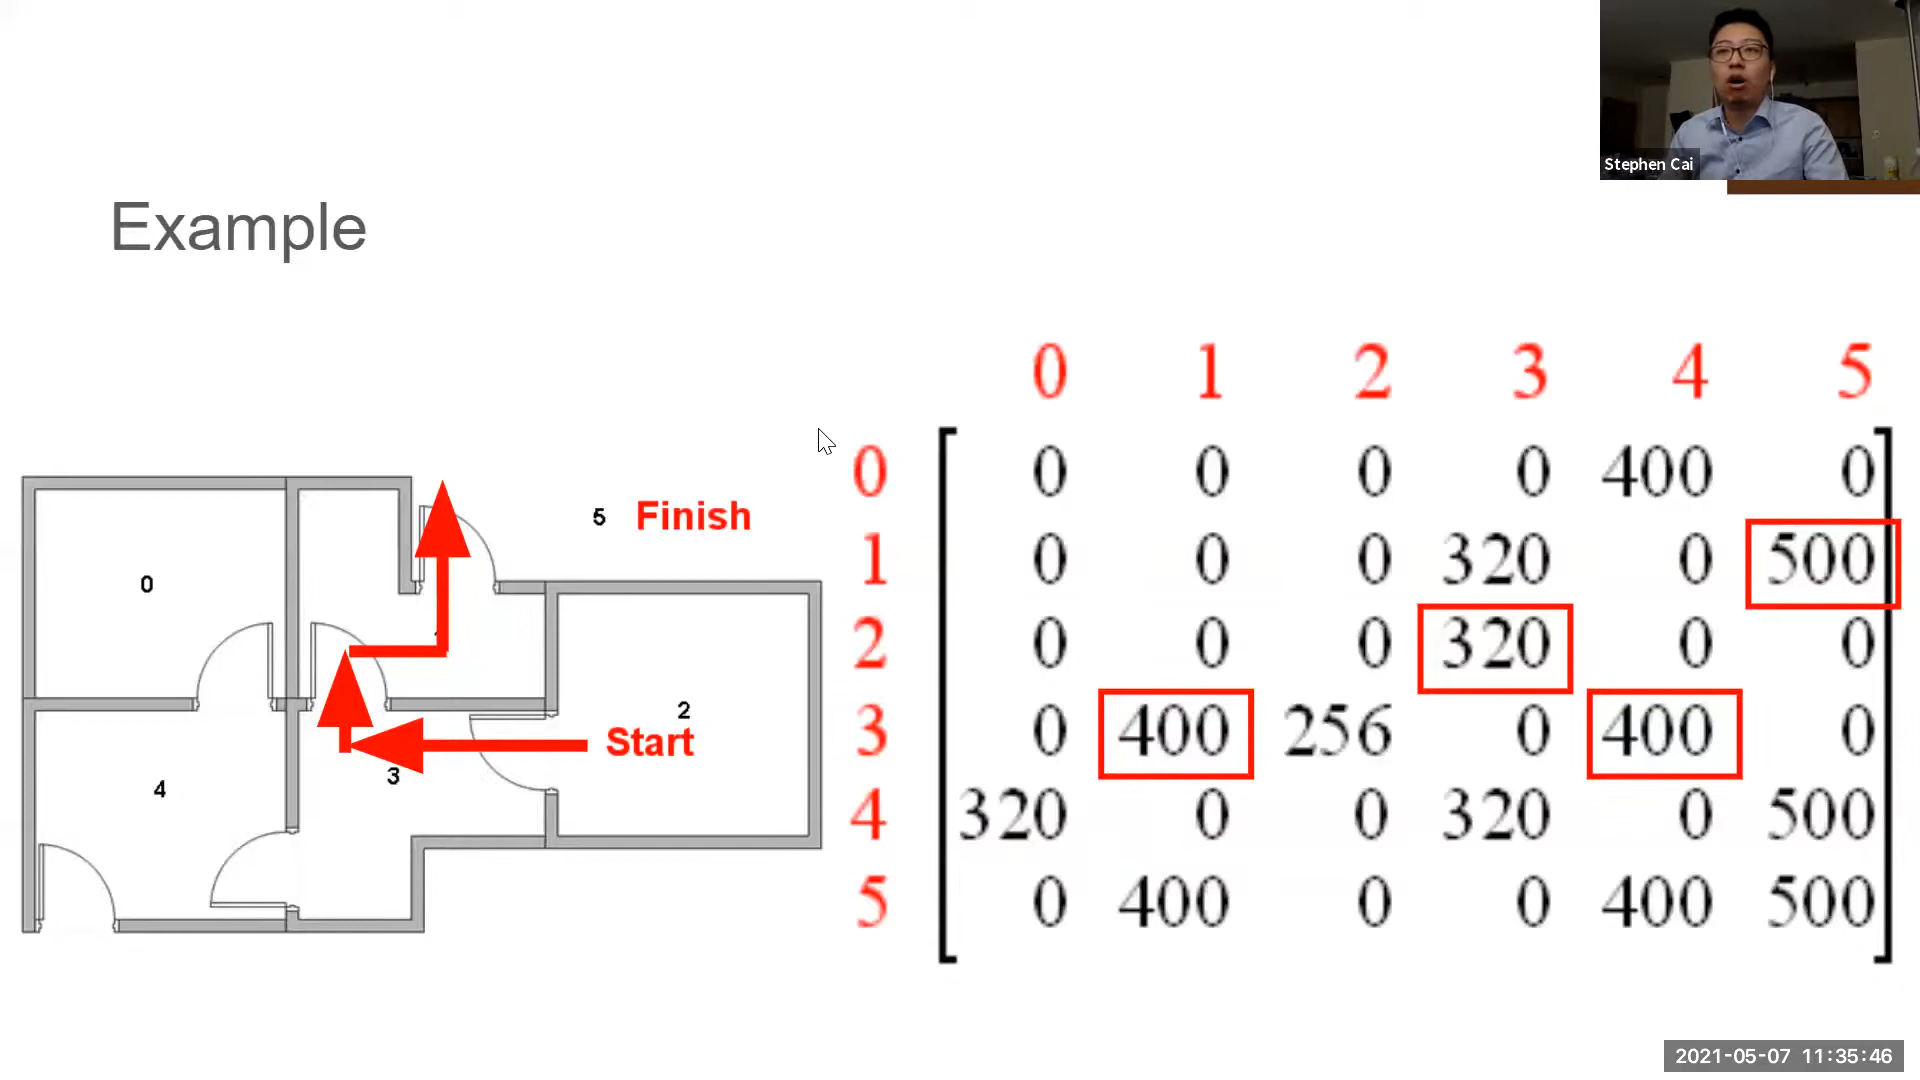 Stephen Cai
Example
0 1 2 3 4 5
0 0 0 0 0 400 0
1 0 0 0 320 0 500
2 0 0 0 320 0 0
3 0 400 256 0 400 0
4 320 0 0 320 0 500
5 0 400 0 0 400 500
5 Finish
0
2
Start
3
4
2021-05-07 11:35:46